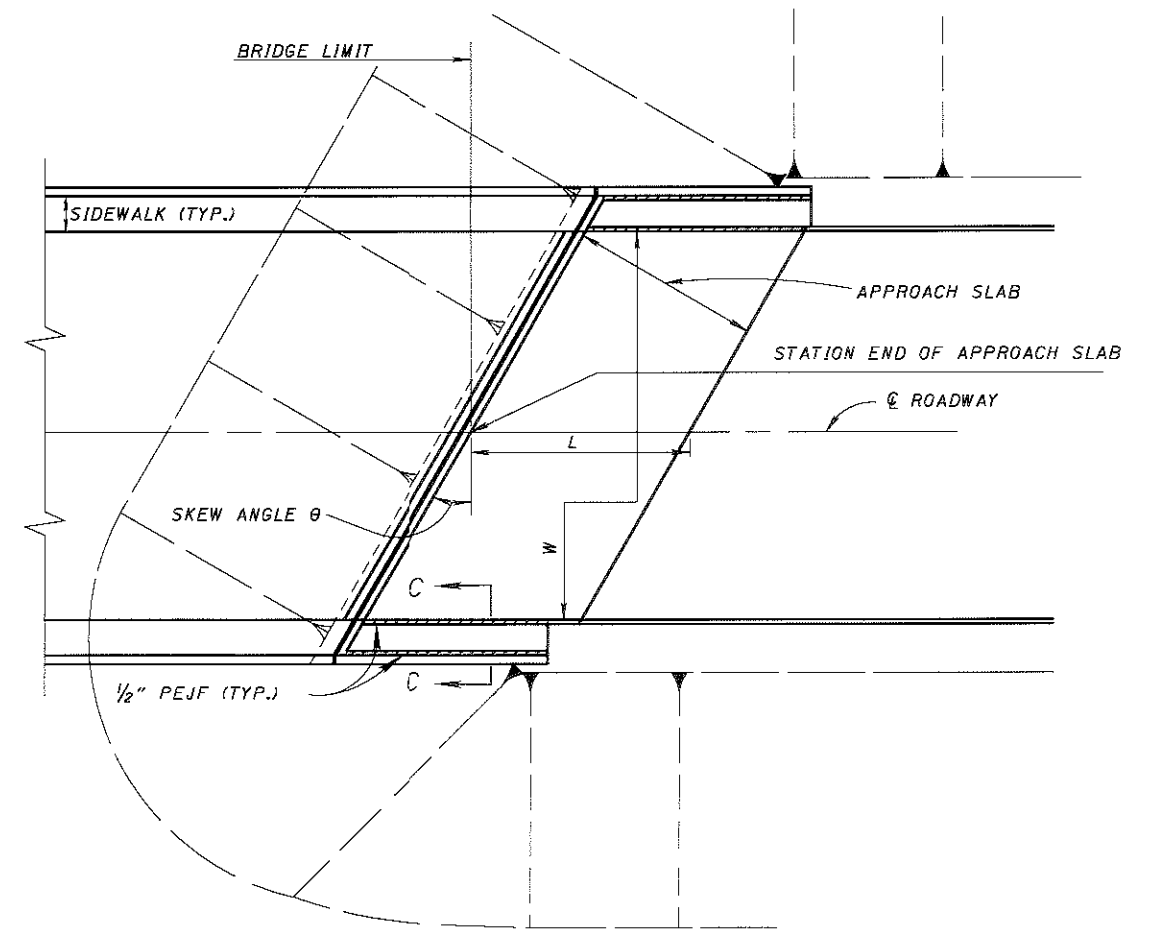 BRIDGE LIMIT
SIDEWALK (TYP.)
APPROACH SLAB
STATION END OF APPROACH SLAB
℄ ROADWAY
L
SKEW ANGLE θ
W
C
C
½" PEJF (TYP.)